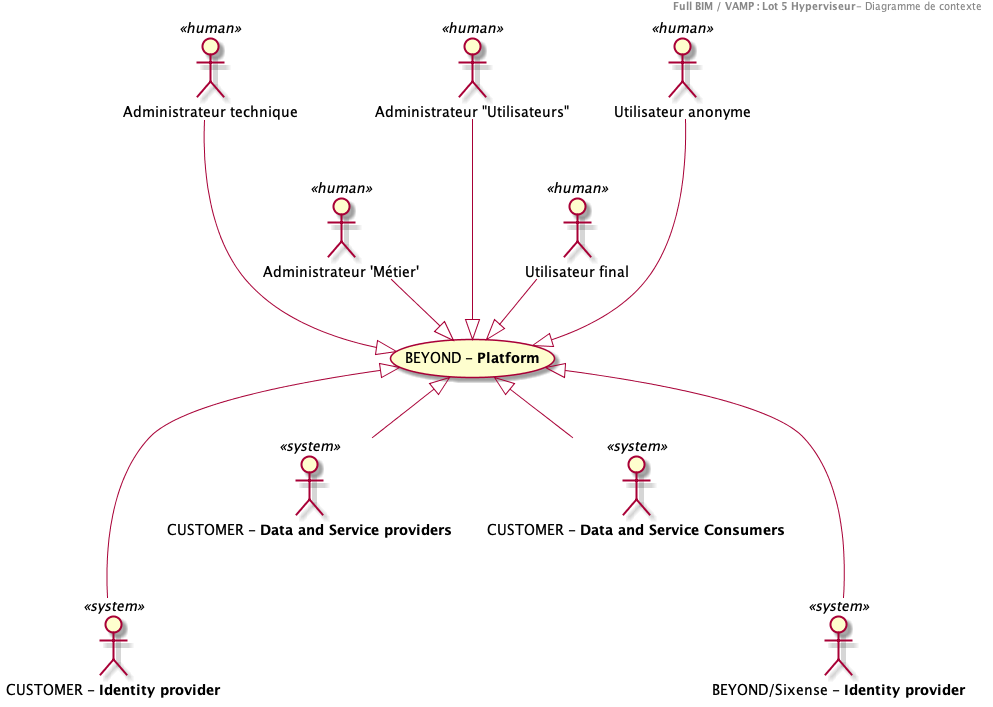 Full BIM / VAMP : Lot 5 Hyperviseur– Diagramme de contexte
«human»
«human»
«human»
Administrateur technique
Administrateur "Utilisateurs"
Utilisateur anonyme
«human»
«human»
Administrateur 'Métier'
Utilisateur final
BEYOND – Platform
«system»
«system»
CUSTOMER – Data and Service providers
CUSTOMER – Data and Service Consumers
«system»
«system»
CUSTOMER – Identity provider
BEYOND/Sixense – Identity provider